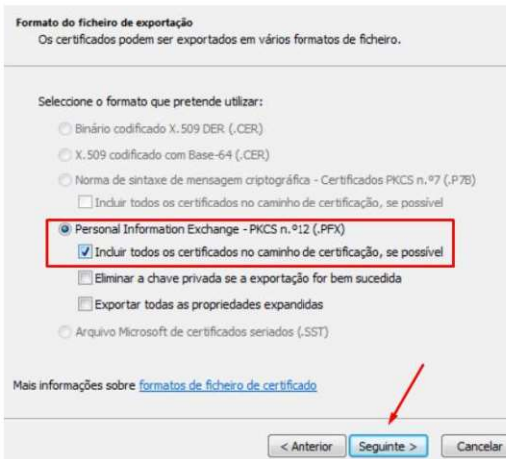 Formato do ficheiro de exportação
Os certificados podem ser exportados em vários formatos de ficheiro.
Seleccione o formato que pretende utilizar:
Binário codificado X.509 DER (.CER)
X.509 codificado com Base-64 (.CER)
Norma de sintaxe de mensagem criptográfica - Certificados PKCS n.º7 (.P7B)
Incluir todos os certificados no caminho de certificação, se possível
Personal Information Exchange - PKCS n.º12 (.PFX)
Incluir todos os certificados no caminho de certificação, se possível
Eliminar a chave privada se a exportação for bem sucedida
Exportar todas as propriedades expandidas
Arquivo Microsoft de certificados seriados (.SST)
Mais informações sobre formatos de ficheiro de certificado
< Anterior Seguinte > Cancelar